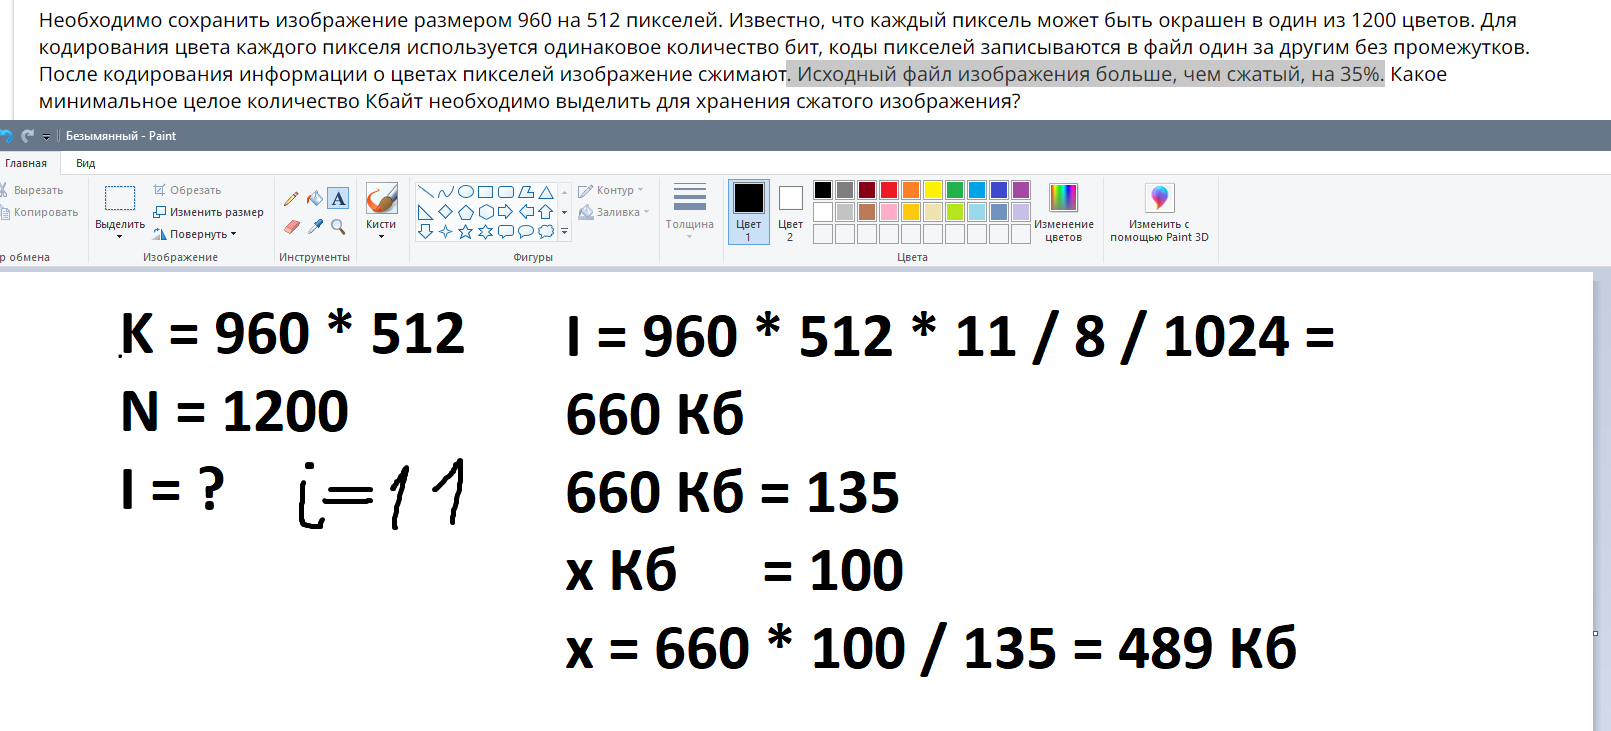 Необходимо сохранить изображение размером 960 на 512 пикселей. Известно, что каждый пиксель может быть окрашен в один из 1200 цветов. Для
кодирования цвета каждого пикселя используется одинаковое количество бит, коды пикселей записываются в файл один за другим без промежутков.
После кодирования информации о цветах пикселей изображение сжимают. Исходный файл изображения больше, чем сжатый, на 35%. Какое
минимальное целое количество Кбайт необходимо выделить для хранения сжатого изображения?
Безымянный - Paint
Главная Вид
Вырезать
Копировать
р обмена
Выделить
Обрезать
Изменить размер
Повернуть
Изображение
Инструменты
Кисти
Контур
Заливка
Фигуры
Толщина
Цвет
1
Цвет
2
Изменение
цветов
Цвета
Изменить с
помощью Paint 3D
K = 960 * 512
N = 1200
I = ? i=11
I = 960 * 512 * 11 / 8 / 1024 =
660 Кб
660 Кб = 135
x Кб = 100
x = 660 * 100 / 135 = 489 Кб